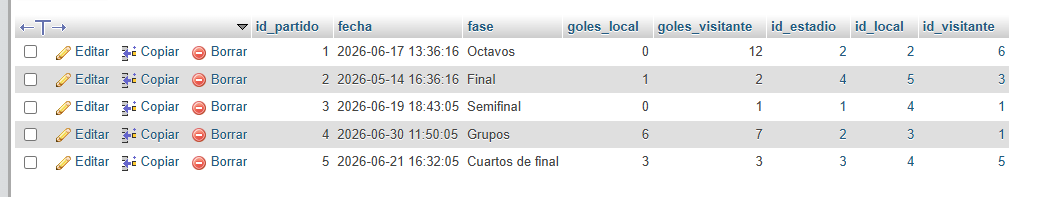 ←T→ id_partido fecha fase goles_local goles_visitante id_estadio id_local id_visitante
Editar Copiar Borrar 1 2026-06-17 13:36:16 Octavos 0 12 2 2 6
Editar Copiar Borrar 2 2026-05-14 16:36:16 Final 1 2 4 5 3
Editar Copiar Borrar 3 2026-06-19 18:43:05 Semifinal 0 1 1 4 1
Editar Copiar Borrar 4 2026-06-30 11:50:05 Grupos 6 7 2 3 1
Editar Copiar Borrar 5 2026-06-21 16:32:05 Cuartos de final 3 3 3 4 5